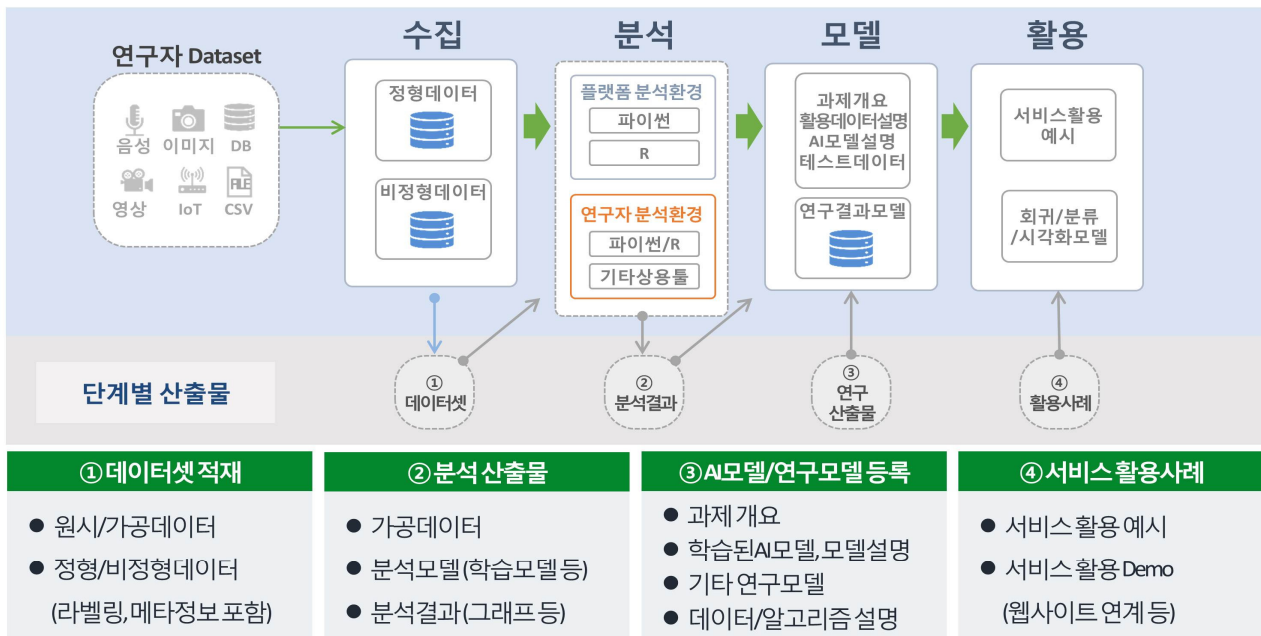 수집
분석
모델
활용
연구자 Dataset
음성 이미지 DB
영상 IoT CSV
FILE
정형데이터
비정형데이터
플랫폼 분석환경
파이썬
R
연구자 분석환경
파이썬/R
기타상용툴
과제개요
활용데이터설명
AI모델설명
테스트데이터
연구결과모델
서비스활용
예시
회귀/분류
/시각화모델
단계별 산출물
①
데이터셋
②
분석결과
③
연구
산출물
④
활용사례
① 데이터셋 적재
● 원시/가공데이터
● 정형/비정형데이터
(라벨링, 메타정보 포함)
② 분석 산출물
● 가공데이터
● 분석모델(학습모델 등)
● 분석결과(그래프 등)
③ AI모델/연구모델 등록
● 과제 개요
● 학습된AI모델, 모델설명
● 기타 연구모델
● 데이터/알고리즘 설명
④ 서비스 활용사례
● 서비스 활용 예시
● 서비스 활용 Demo
(웹사이트 연계 등)